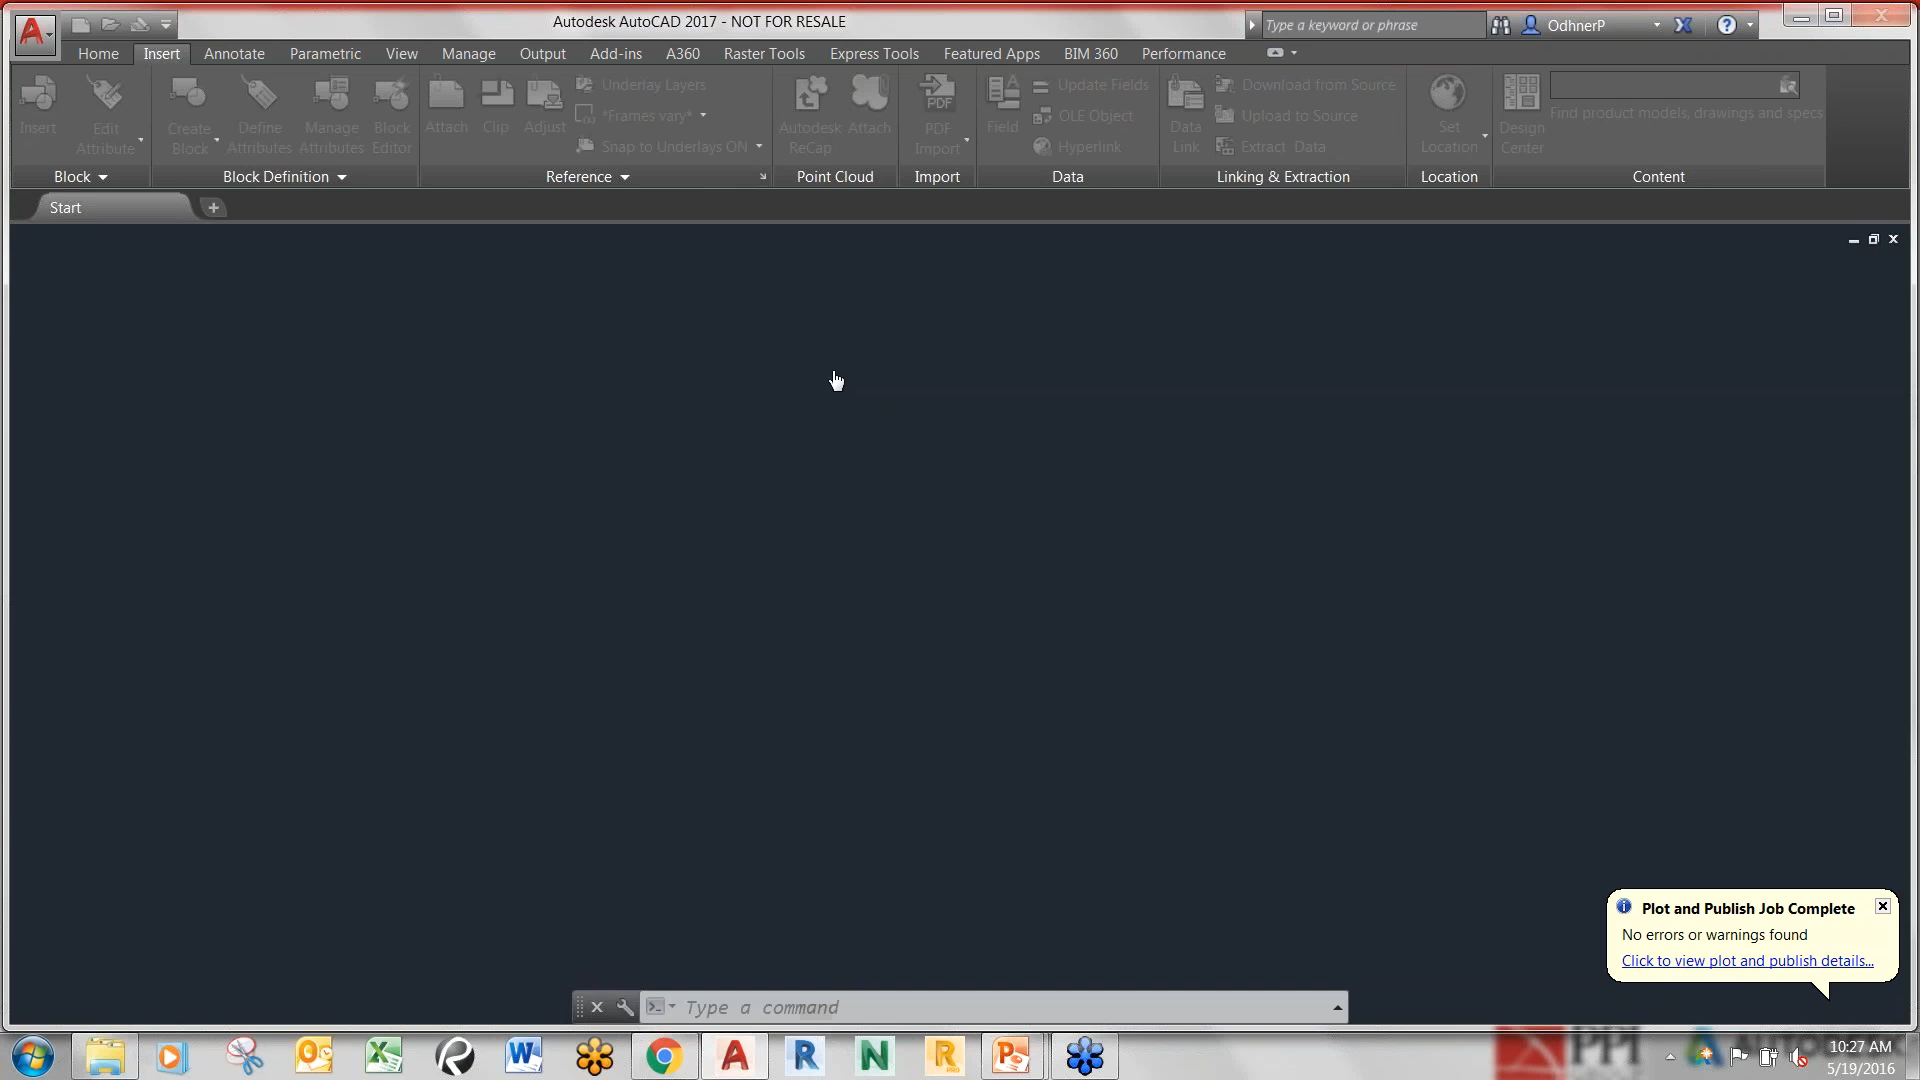 Autodesk AutoCAD 2017 - NOT FOR RESALE
Type a keyword or phrase
OdhnerP
Home Insert Annotate Parametric View Manage Output Add-ins A360 Raster Tools Express Tools Featured Apps BIM 360 Performance
Insert
Edit
Attribute
Create
Block
Define
Attributes
Manage
Attributes
Block
Editor
Attach
Clip
Adjust
Underlay Layers
*Frames vary*
Snap to Underlays ON
Autodesk
ReCap
Attach
PDF
PDF
Import
Field
Update Fields
OLE Object
Hyperlink
Data
Link
Download from Source
Upload to Source
Extract Data
Set
Location
Design
Center
Find product models, drawings and specs
Block Block Definition Reference Point Cloud Import Data Linking & Extraction Location Content
Start
Plot and Publish Job Complete
No errors or warnings found
Click to view plot and publish details...
Type a command
10:27 AM
5/19/2016